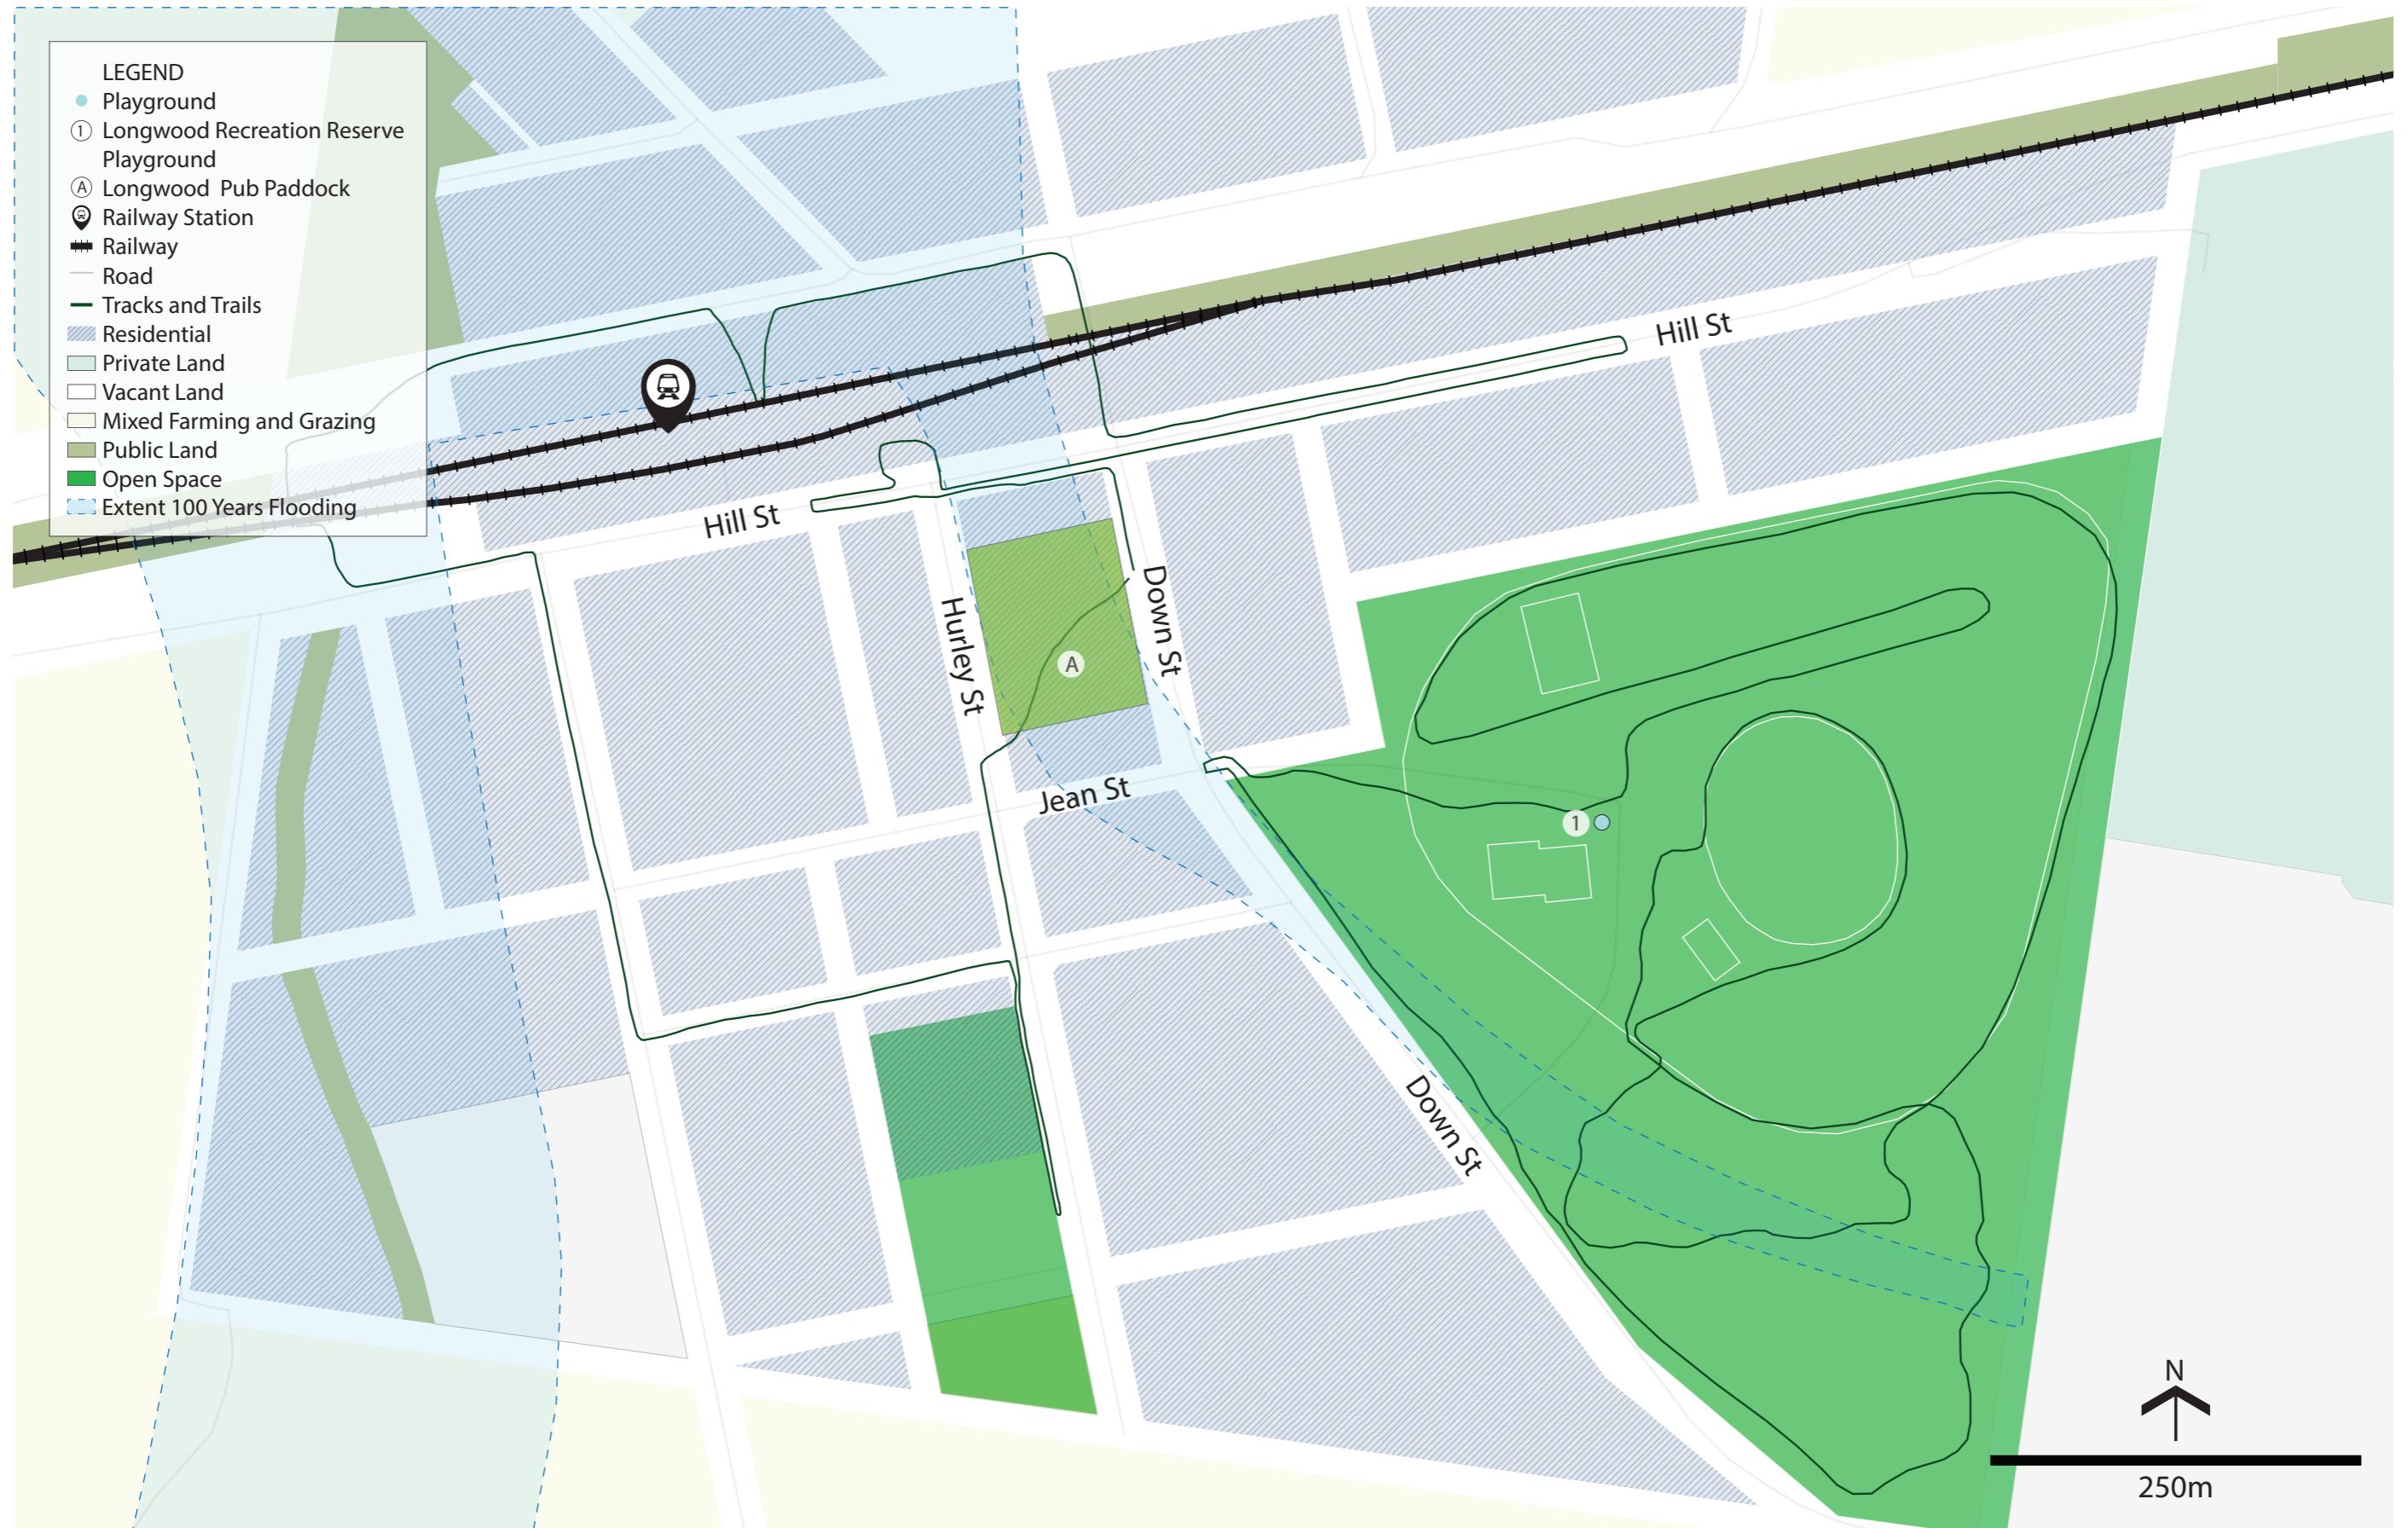 LEGEND
Playground
1 Longwood Recreation Reserve
Playground
A Longwood Pub Paddock
Railway Station
Railway
Road
Tracks and Trails
Residential
Private Land
Vacant Land
Mixed Farming and Grazing
Public Land
Open Space
Extent 100 Years Flooding
Hill St
Hill St
Hurley St
Down St
A
Jean St
1
Down St
N
250m